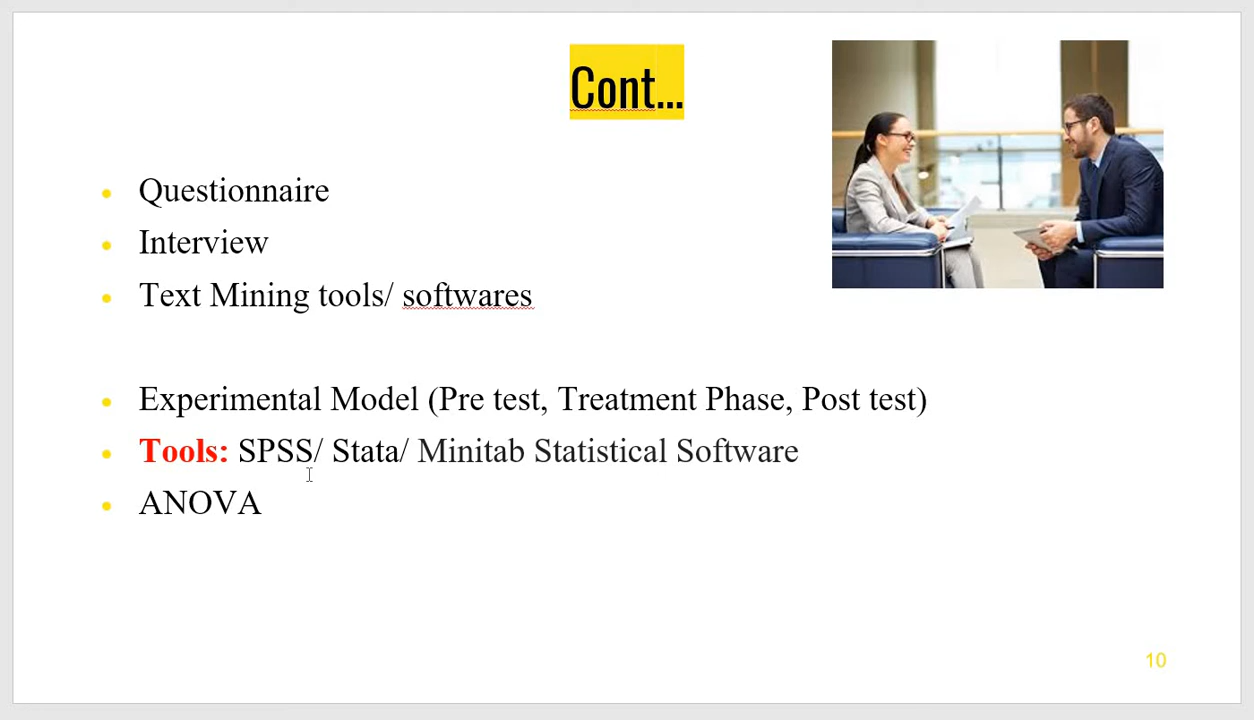 Cont...
Questionnaire
Interview
Text Mining tools/ softwares
Experimental Model (Pre test, Treatment Phase, Post test)
Tools: SPSS/ Stata/ Minitab Statistical Software
ANOVA
10